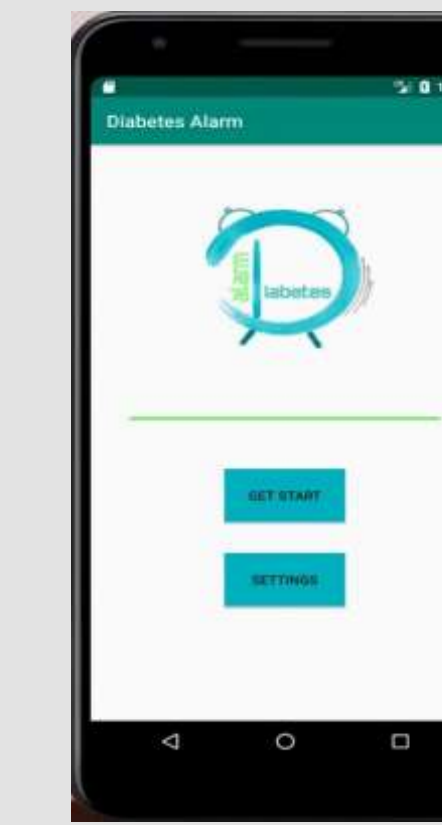 Diabetes Alarm
alarm
iabetes
GET START
SETTINGS